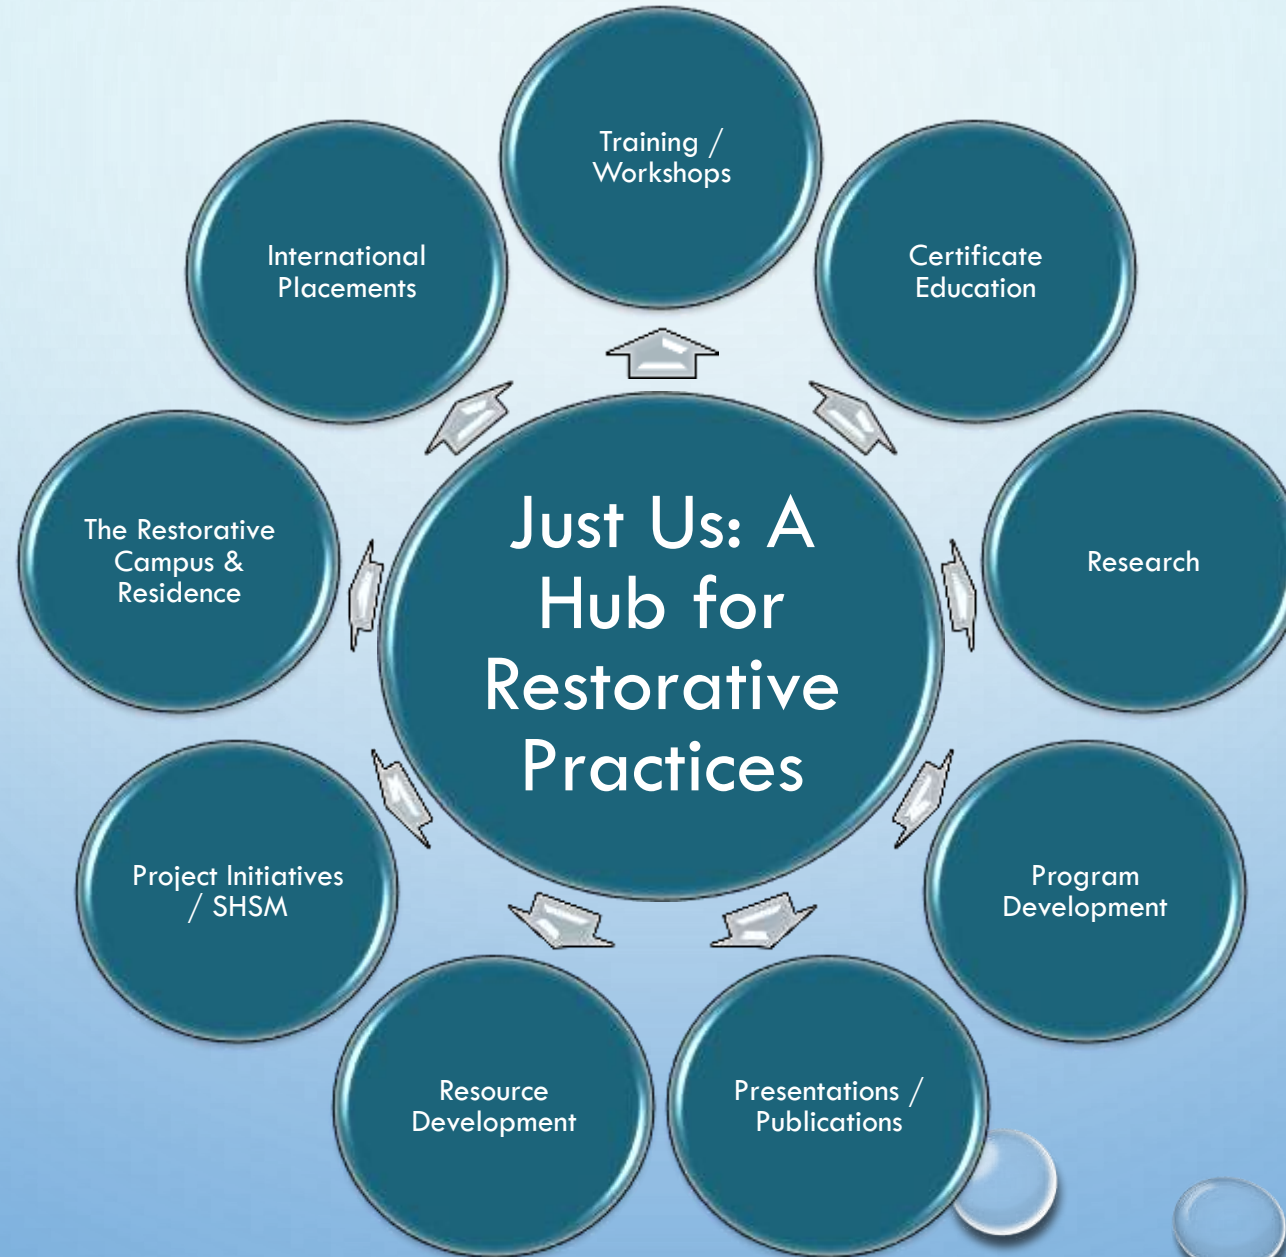 Training /
Workshops
International
Placements
Certificate
Education
Just Us: A
Hub for
Restorative
Practices
The Restorative
Campus &
Residence
Research
Project Initiatives
/ SHSM
Program
Development
Resource
Development
Presentations /
Publications